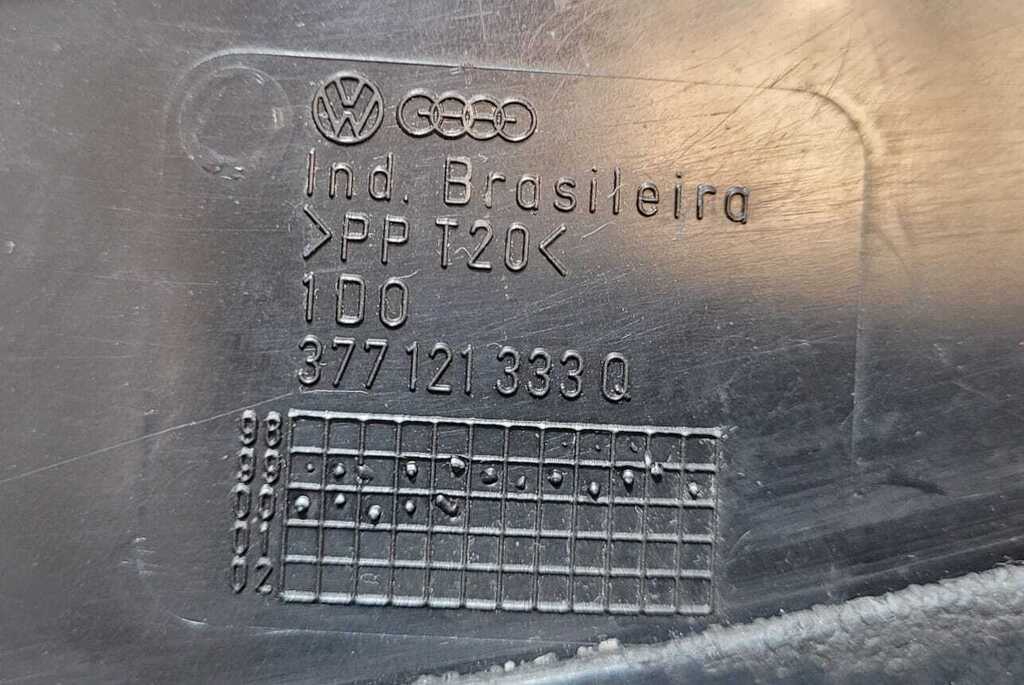 Ind. Brasileira
>PP T20<
1D0
377 121 333 Q
98
99
00
01
02